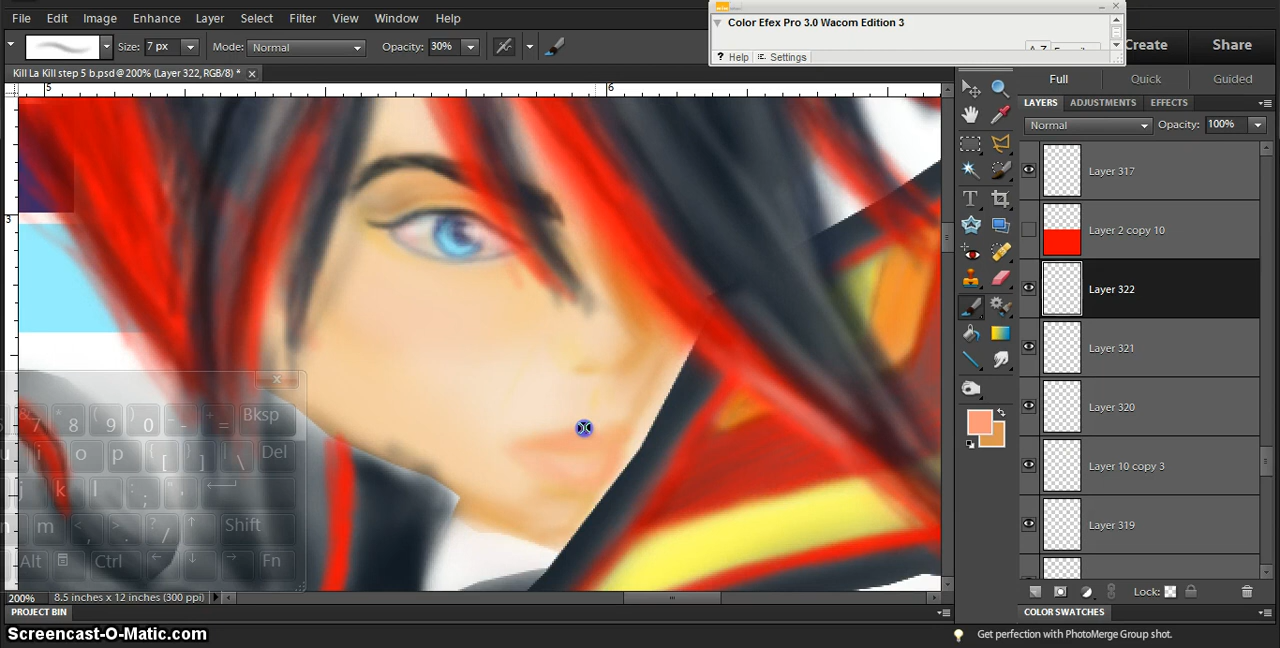 Color Efex Pro 3.0 Wacom Edition 3
Help Settings
File Edit Image Enhance Layer Select Filter View Window Help
Size: 7 px Mode: Normal Opacity: 30%
Create Share
Kill La Kill step 5 b.psd @ 200% (Layer 322, RGB/8) *
Full Quick Guided
5 6
LAYERS ADJUSTMENTS EFFECTS
Normal Opacity: 100%
Layer 317
3
Layer 2 copy 10
Layer 322
Layer 321
Layer 320
Layer 10 copy 3
Layer 319
& * ( ) _ + Bksp
7 8 9 0 - =
u i o p [ ] \ Del
j k l ; '
n m , . / ↑ Shift
Alt Ctrl ← ↓ → Fn
Lock:
200% 8.5 inches x 12 inches (300 ppi)
PROJECT BIN
COLOR SWATCHES
Screencast-O-Matic.com
Get perfection with PhotoMerge Group shot.